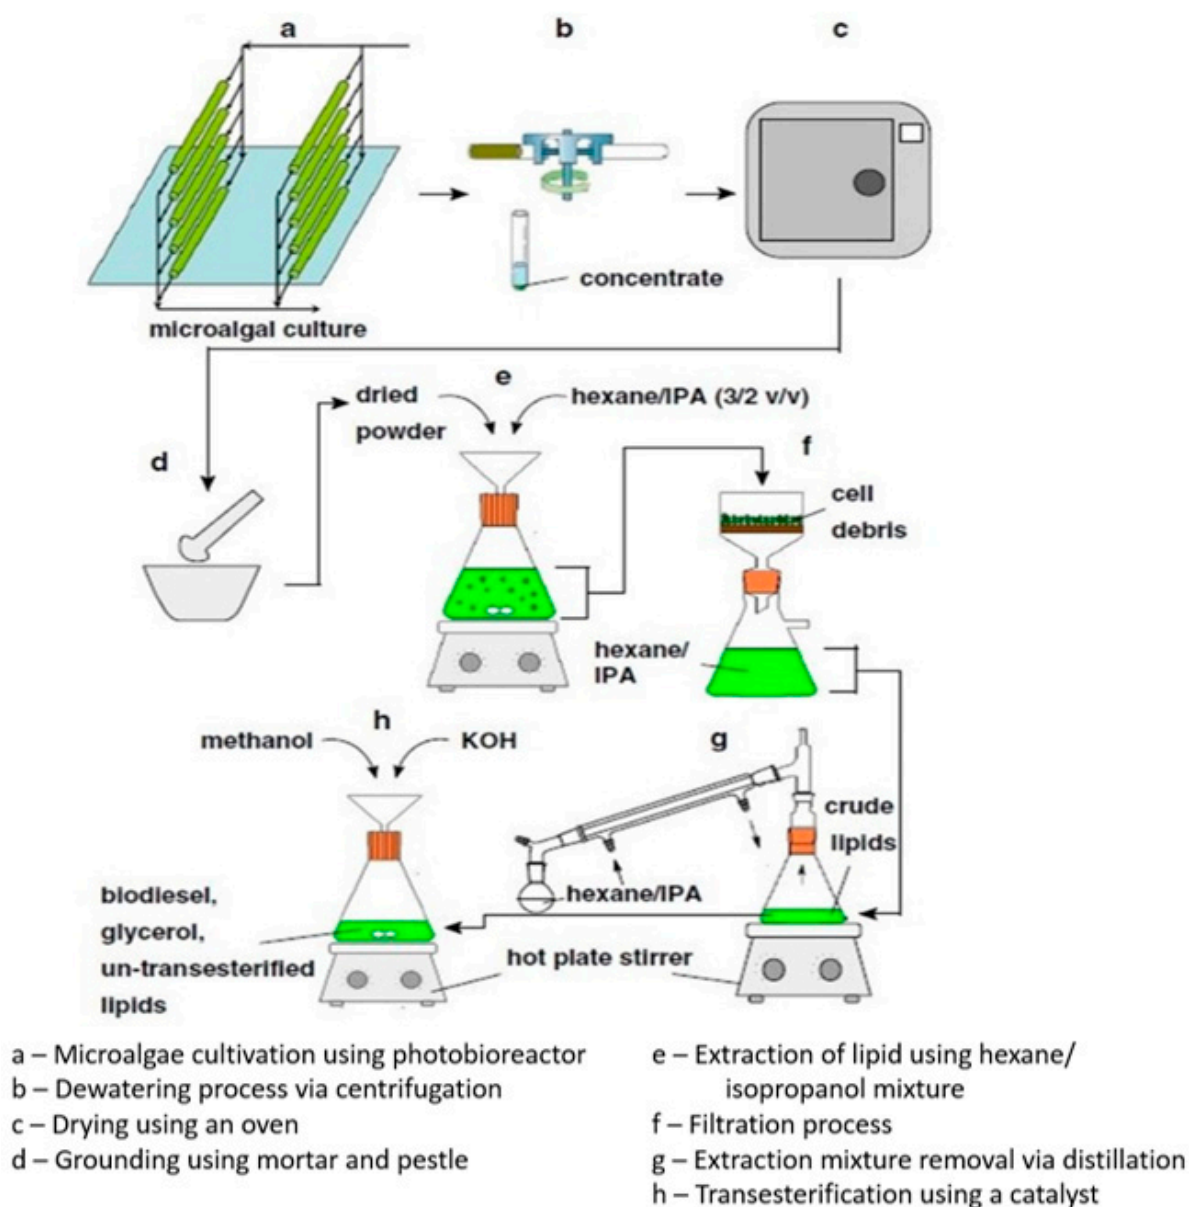 a
b
c
concentrate
microalgal culture
d
e
dried
powder
hexane/IPA (3/2 v/v)
f
cell
debris
hexane/
IPA
g
crude
lipids
hexane/IPA
h
methanol
KOH
biodiesel,
glycerol,
un-transesterified
lipids
hot plate stirrer
a – Microalgae cultivation using photobioreactor
b – Dewatering process via centrifugation
c – Drying using an oven
d – Grounding using mortar and pestle
e – Extraction of lipid using hexane/
isopropanol mixture
f – Filtration process
g – Extraction mixture removal via distillation
h – Transesterification using a catalyst